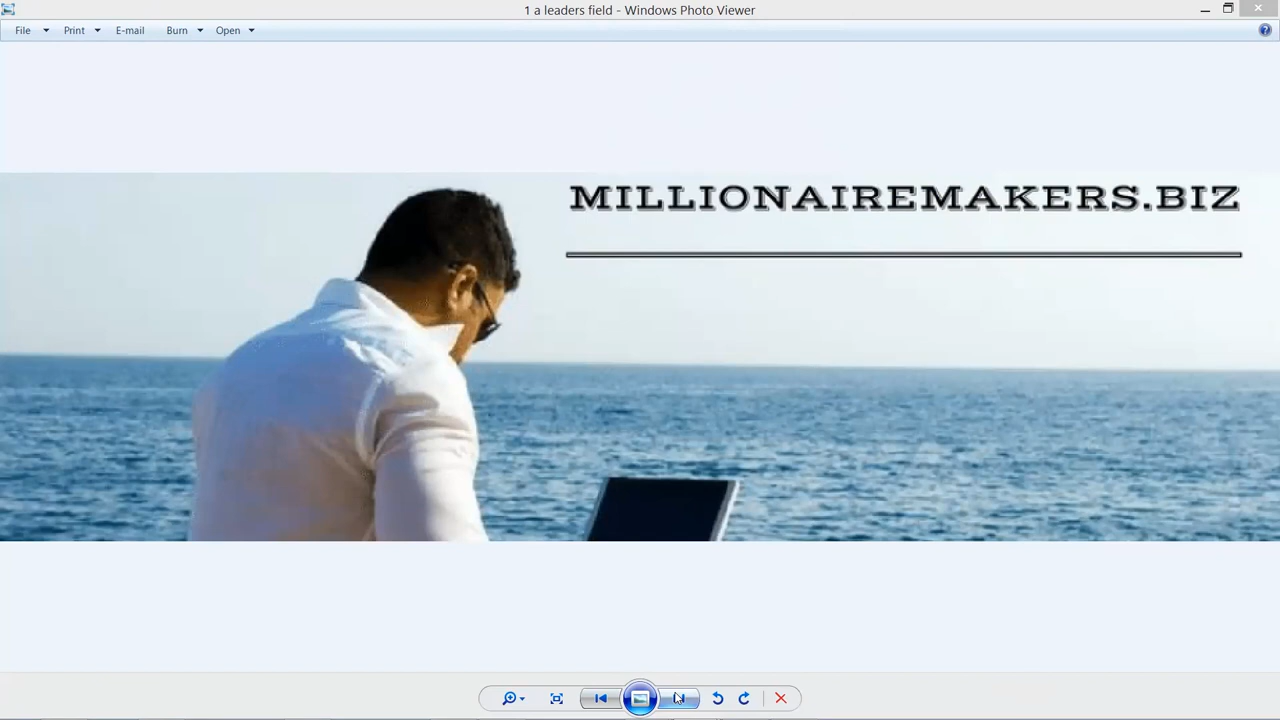 1 a leaders field - Windows Photo Viewer
File Print E-mail Burn Open
MILLIONAIREMAKERS.BIZ